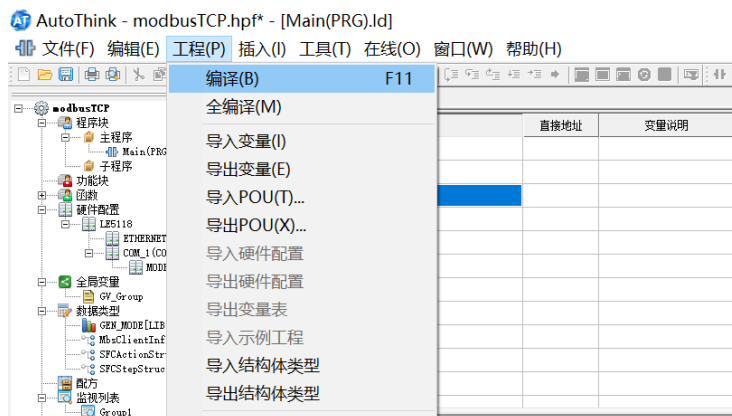 AutoThink - modbusTCP.hpf* - [Main(PRG).ld]
文件(F) 编辑(E) 工程(P) 插入(I) 工具(T) 在线(O) 窗口(W) 帮助(H)
编译(B) F11
全编译(M)
导入变量(I)
导出变量(E)
导入POU(T)...
导出POU(X)...
导入硬件配置
导出硬件配置
导出变量表
导入示例工程
导入结构体类型
导出结构体类型
modbusTCP
程序块
主程序
Main(PRG
子程序
功能块
函数
硬件配置
LE5118
ETHERNET
COM_1(CO
MODB
全局变量
GV_Group
数据类型
GEN_MODE[LIB
MbsClientInf
SFCActionStr
SFCStepStruc
配方
监视列表
Group1
直接地址 变量说明